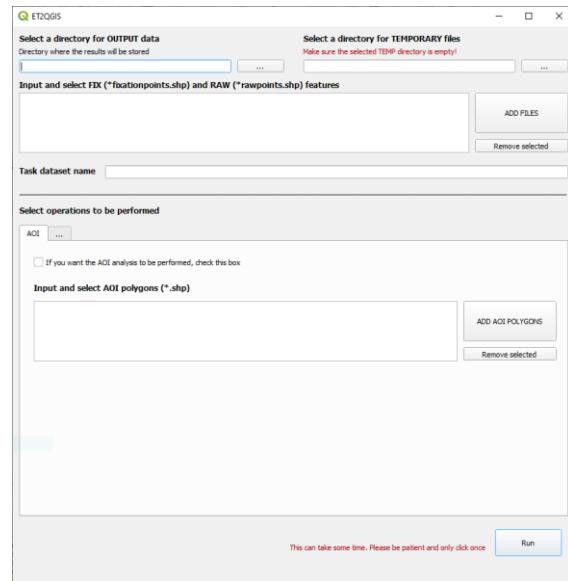 ET2QGIS
Select a directory for OUTPUT data
Directory where the results will be stored
...
Select a directory for TEMPORARY files
Make sure the selected TEMP directory is empty!
...
Input and select FIX (*fixationpoints.shp) and RAW (*rawpoints.shp) features
ADD FILES
Remove selected
Task dataset name
Select operations to be performed
AOI
...
If you want the AOI analysis to be performed, check this box
Input and select AOI polygons (*.shp)
ADD AOI POLYGONS
Remove selected
This can take some time. Please be patient and only click once
Run